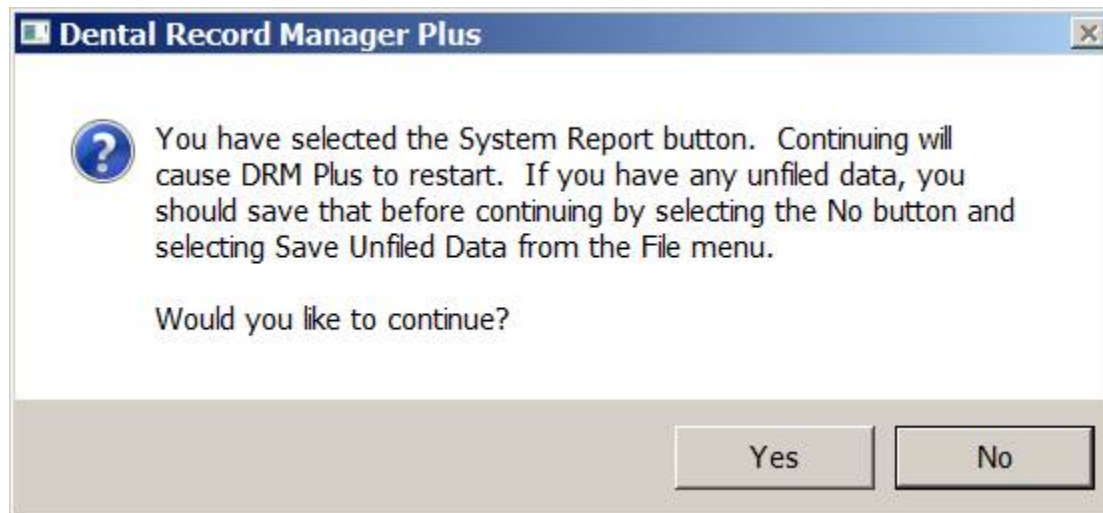 Dental Record Manager Plus
You have selected the System Report button.  Continuing will
cause DRM Plus to restart.  If you have any unfiled data, you
should save that before continuing by selecting the No button and
selecting Save Unfiled Data from the File menu.
Would you like to continue?
Yes No